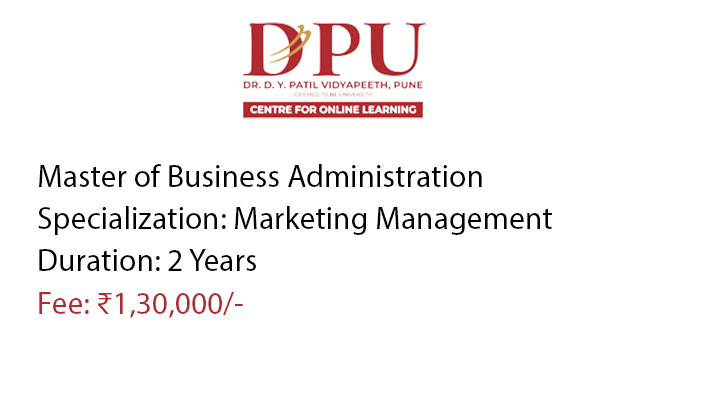 DPU
DR. D. Y. PATIL VIDYAPEETH, PUNE
(DEEMED TO BE UNIVERSITY)
CENTRE FOR ONLINE LEARNING
Master of Business Administration
Specialization: Marketing Management
Duration: 2 Years
Fee: ₹1,30,000/-